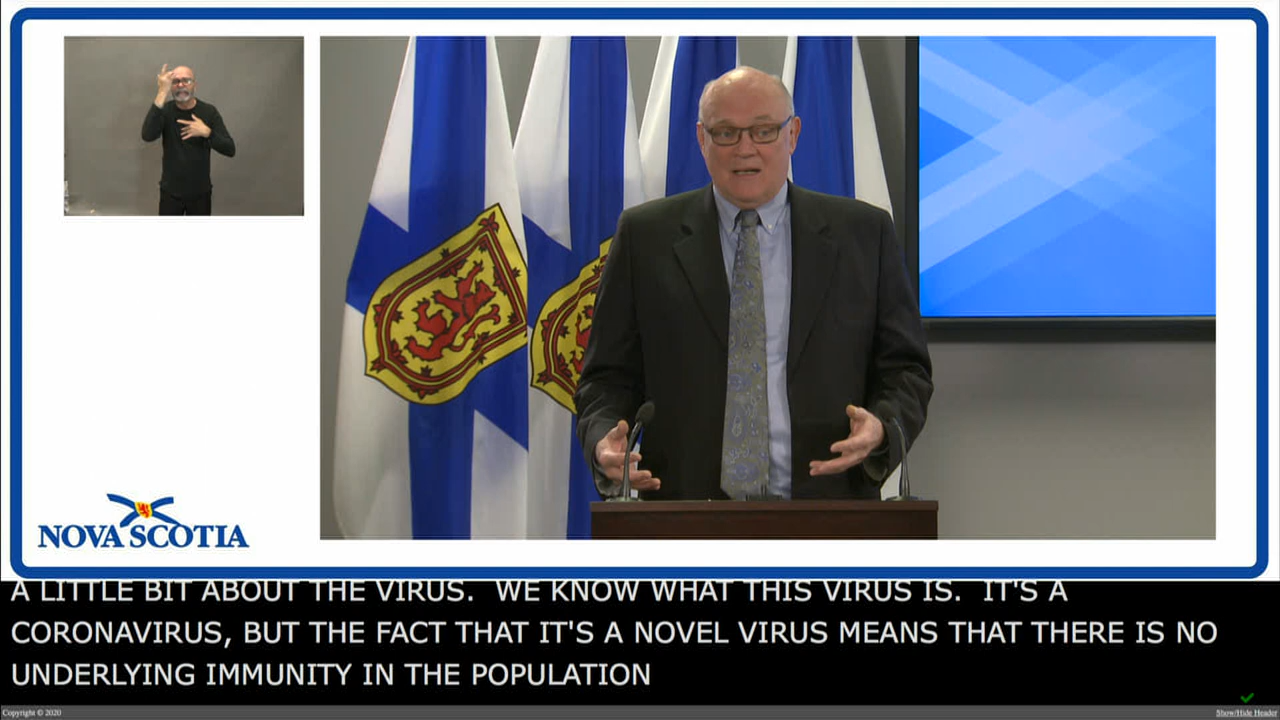 NOVA SCOTIA
A LITTLE BIT ABOUT THE VIRUS.  WE KNOW WHAT THIS VIRUS IS.  IT'S A
CORONAVIRUS, BUT THE FACT THAT IT'S A NOVEL VIRUS MEANS THAT THERE IS NO
UNDERLYING IMMUNITY IN THE POPULATION
Copyright © 2020
Show/Hide Header